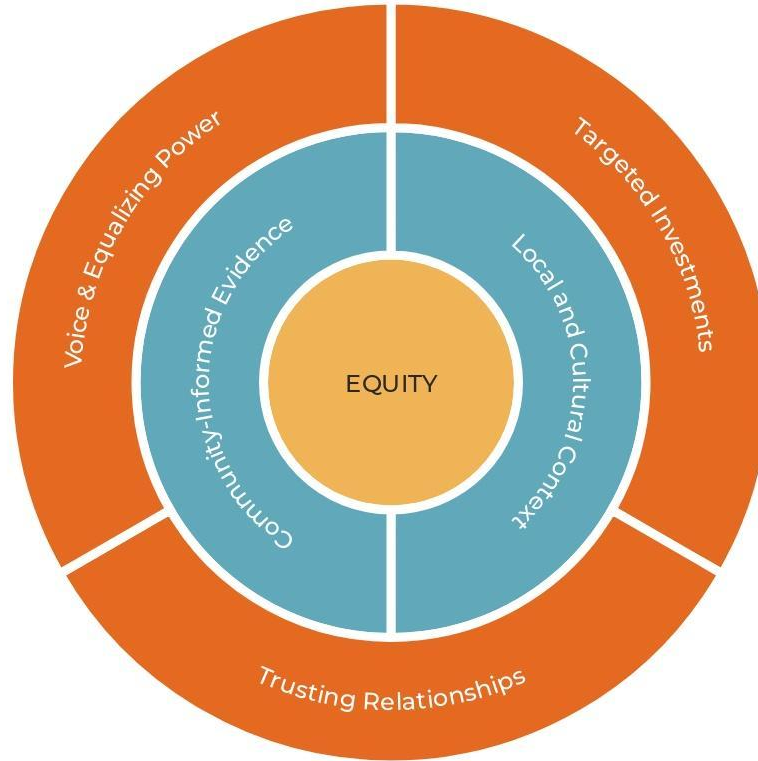 Voice & Equalizing Power
Targeted Investments
Community-Informed Evidence
Local and Cultural Context
EQUITY
Trusting Relationships